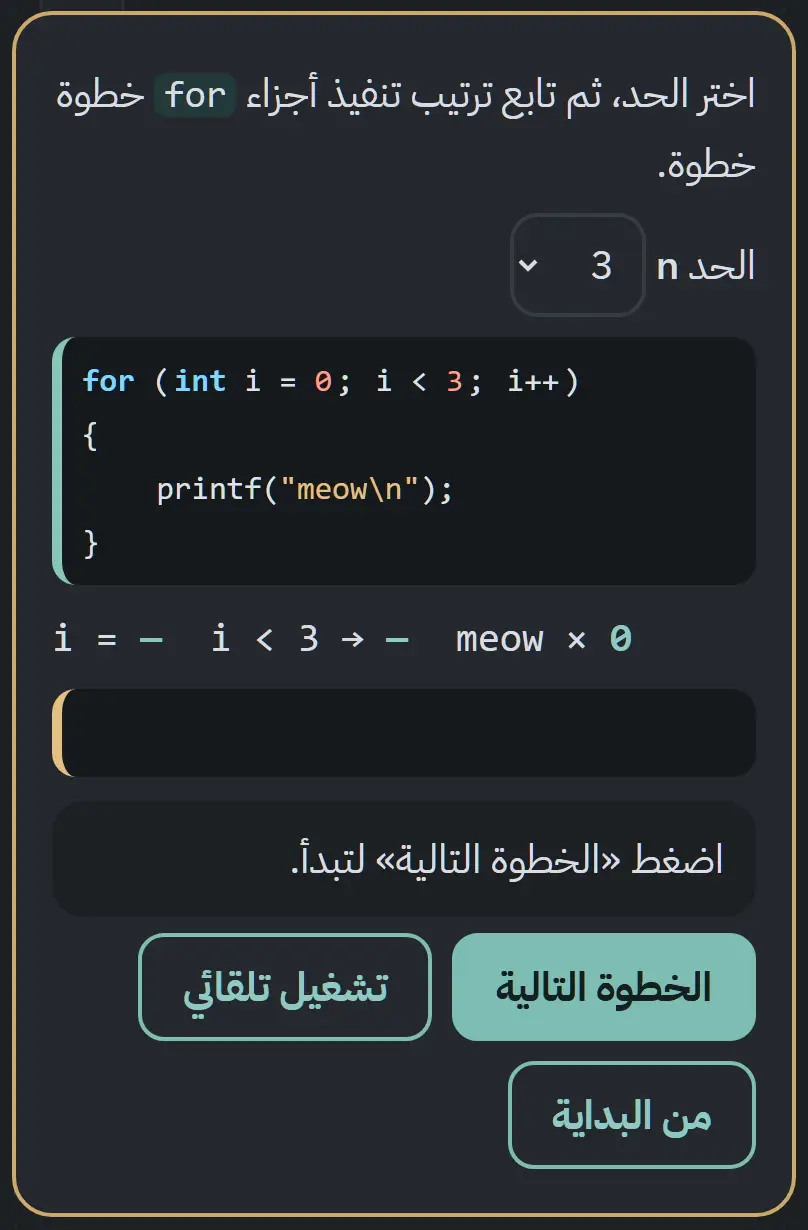 اختر الحد، ثم تابع ترتيب تنفيذ أجزاء for خطوة
خطوة.
الحد n 3
for (int i = 0; i < 3; i++)
{
    printf("meow\n");
}
i = – i < 3 → – meow × 0
اضغط «الخطوة التالية» لتبدأ.
الخطوة التالية
تشغيل تلقائي
من البداية